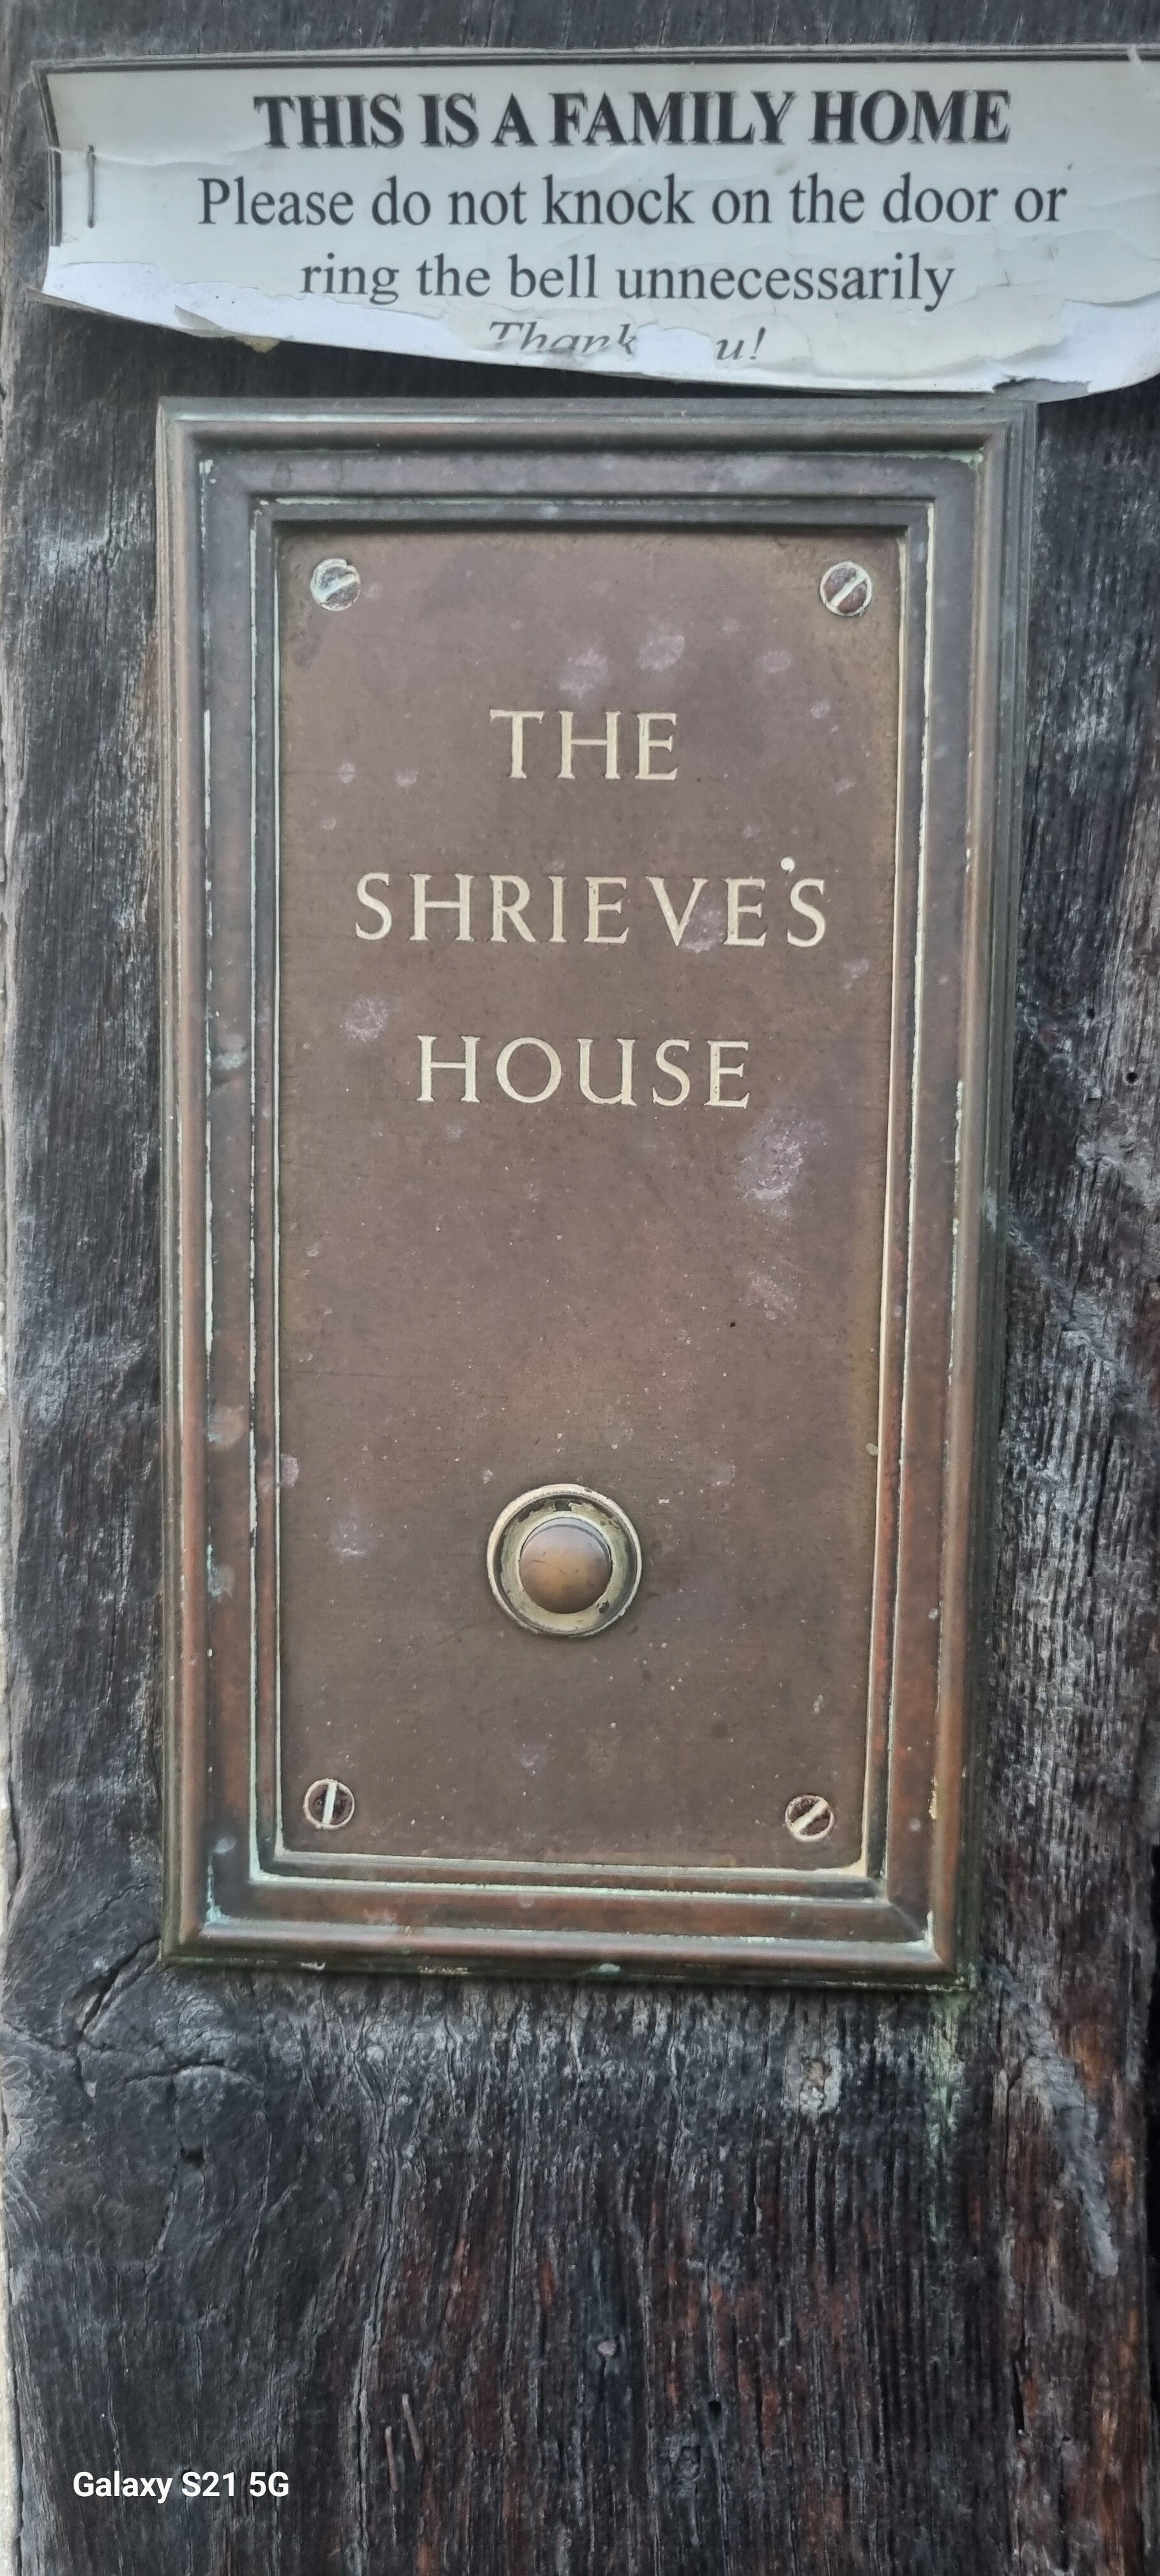 THIS IS A FAMILY HOME
Please do not knock on the door or
ring the bell unnecessarily
Thank u!
THE
SHRIEVE'S
HOUSE
Galaxy S21 5G